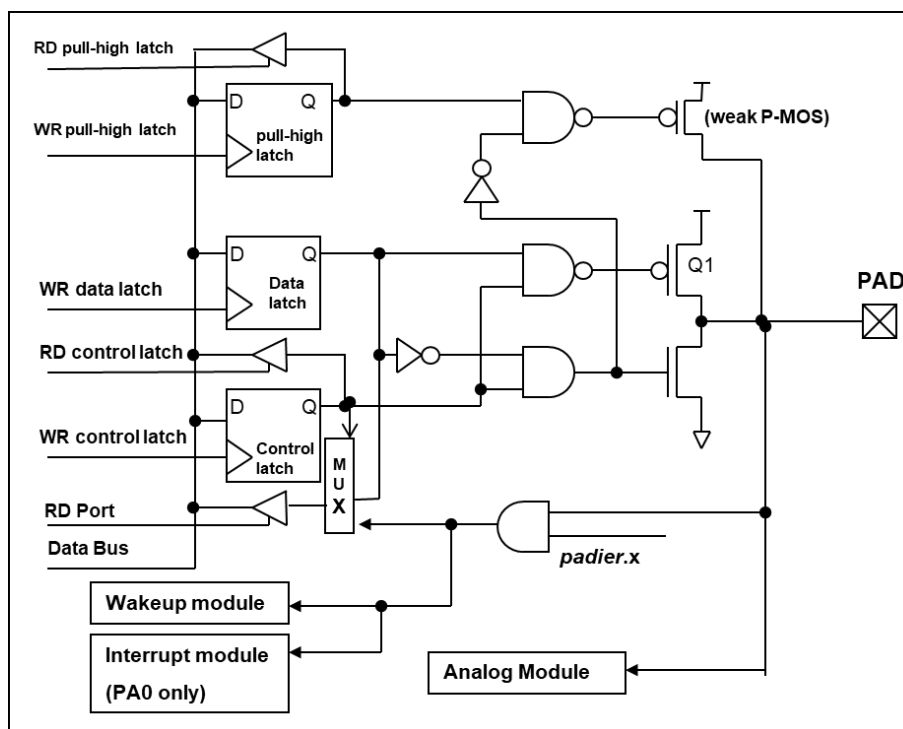 RD pull-high latch
D
Q
WR pull-high latch
pull-high
latch
(weak P-MOS)
D
Q
WR data latch
Data
latch
Q1
PAD
RD control latch
D
Q
WR control latch
Control
latch
M
U
X
RD Port
Data Bus
padier.x
Wakeup module
Interrupt module
(PA0 only)
Analog Module